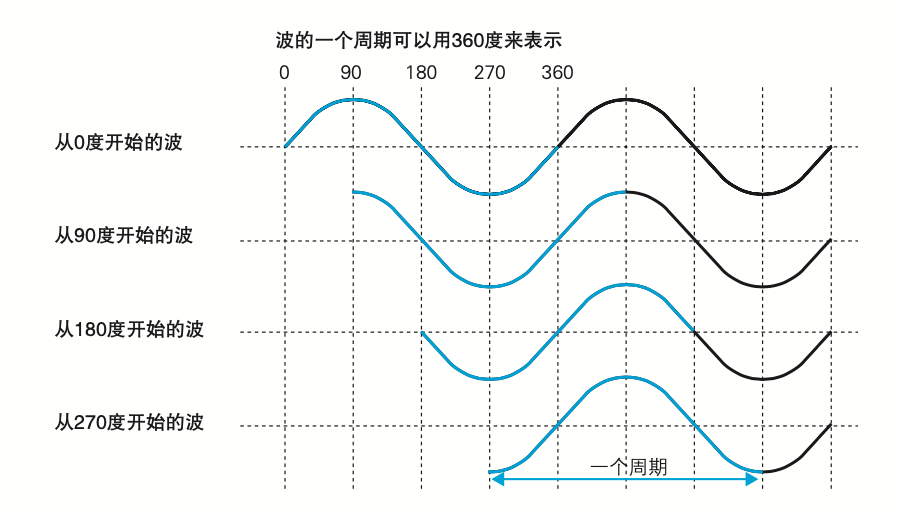 波的一个周期可以用360度来表示
0 90 180 270 360
从0度开始的波
从90度开始的波
从180度开始的波
从270度开始的波
一个周期